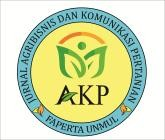 JURNAL AGRIBISNIS DAN KOMUNIKASI PERTANIAN
AKP
FAPERTA UNMUL